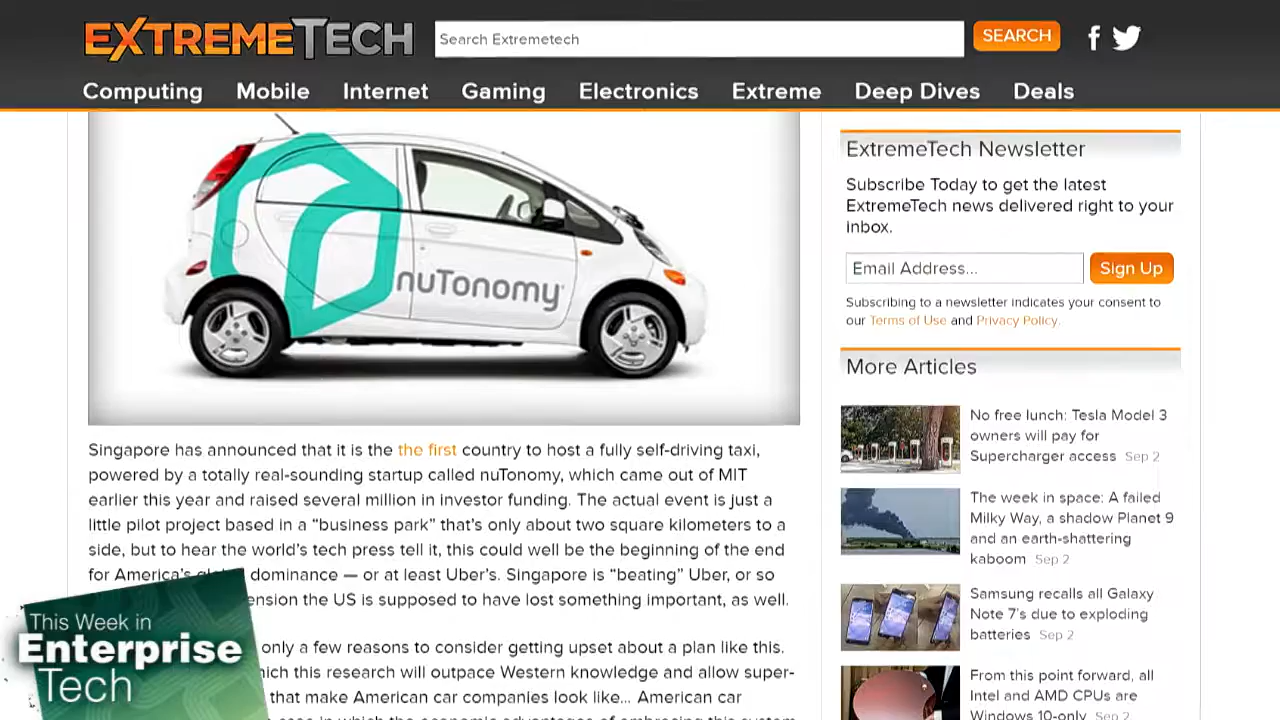 EXTREMETECH
Search Extremetech
SEARCH
Computing Mobile Internet Gaming Electronics Extreme Deep Dives Deals
nuTonomy
Singapore has announced that it is the the first country to host a fully self-driving taxi,
powered by a totally real-sounding startup called nuTonomy, which came out of MIT
earlier this year and raised several million in investor funding. The actual event is just a
little pilot project based in a “business park” that’s only about two square kilometers to a
side, but to hear the world’s tech press tell it, this could well be the beginning of the end
for America’s dominance — or at least Uber’s. Singapore is “beating” Uber, or so
the US is supposed to have lost something important, as well.
only a few reasons to consider getting upset about a plan like this.
this research will outpace Western knowledge and allow super-
that make American car companies look like... American car
in which the economic advantages of embracing this system
ExtremeTech Newsletter
Subscribe Today to get the latest
ExtremeTech news delivered right to your
inbox.
Email Address...
Sign Up
Subscribing to a newsletter indicates your consent to
our Terms of Use and Privacy Policy.
More Articles
No free lunch: Tesla Model 3
owners will pay for
Supercharger access Sep 2
The week in space: A failed
Milky Way, a shadow Planet 9
and an earth-shattering
kaboom Sep 2
Samsung recalls all Galaxy
Note 7’s due to exploding
batteries Sep 2
From this point forward, all
Intel and AMD CPUs are
Windows 10-only Sep 2
This Week in
Enterprise
Tech